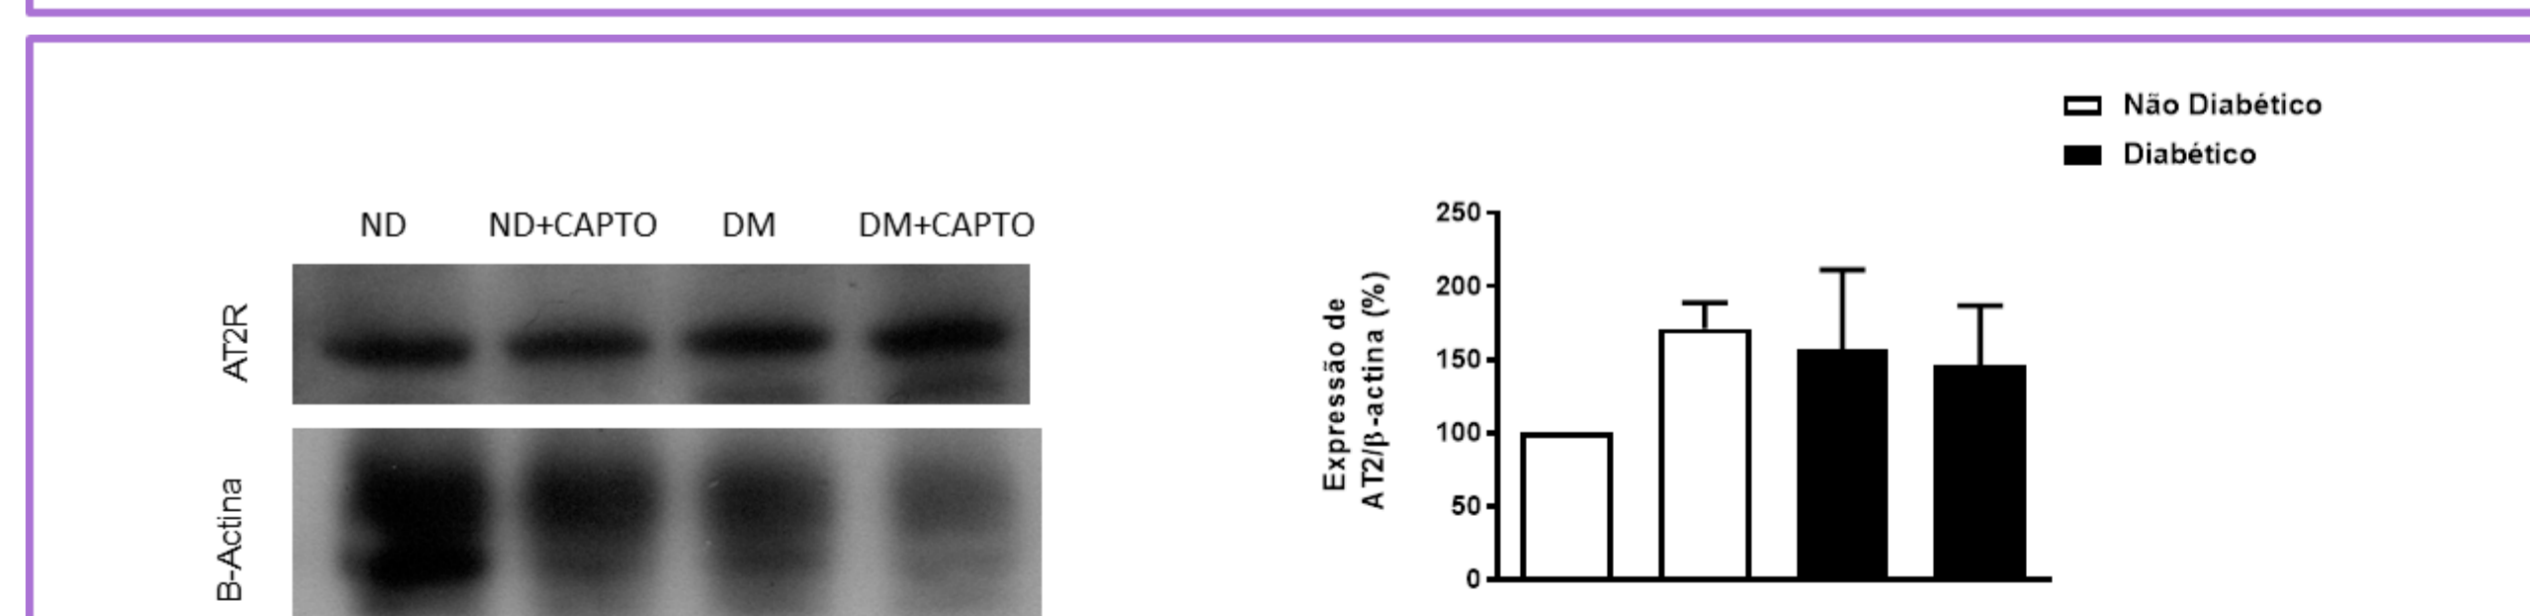 ND ND+CAPTO DM DM+CAPTO
AT2R
B-Actina
Não Diabético
Diabético
Expressão de
AT2/β-actina (%)
250
200
150
100
50
0